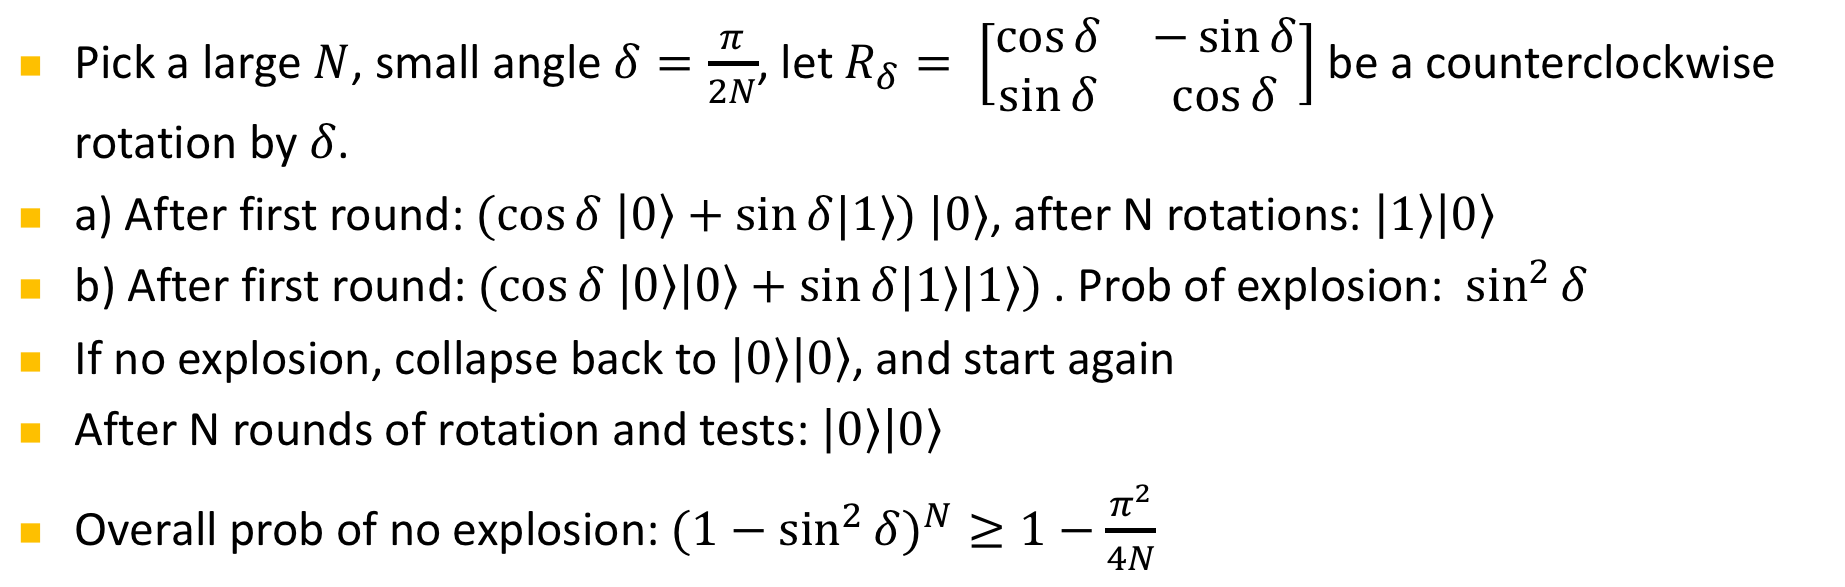 ▪ Pick a large N, small angle δ = π/2N, let R_δ = [cos δ −sin δ; sin δ cos δ] be a counterclockwise
rotation by δ.
▪ a) After first round: (cos δ |0⟩ + sin δ|1⟩) |0⟩, after N rotations: |1⟩|0⟩
▪ b) After first round: (cos δ |0⟩|0⟩ + sin δ|1⟩|1⟩) . Prob of explosion: sin² δ
▪ If no explosion, collapse back to |0⟩|0⟩, and start again
▪ After N rounds of rotation and tests: |0⟩|0⟩
▪ Overall prob of no explosion: (1 − sin² δ)^N ≥ 1 − π²/4N